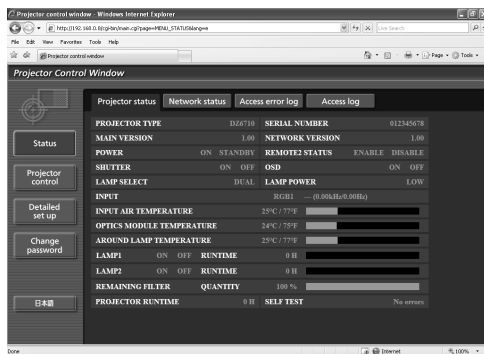 Projector control window - Windows Internet Explorer
http://192.168.0.8/cgi-bin/main.cgi?page=MENU_STATUS&lang=e
Live Search
File Edit View Favorites Tools Help
Projector control window
Page Tools
Projector Control Window
Projector status Network status Access error log Access log
Status
Projector control
Detailed set up
Change password
日本語
PROJECTOR TYPE DZ6710 SERIAL NUMBER 012345678
MAIN VERSION 1.00 NETWORK VERSION 1.00
POWER ON STANDBY REMOTE2 STATUS ENABLE DISABLE
SHUTTER ON OFF OSD ON OFF
LAMP SELECT DUAL LAMP POWER LOW
INPUT RGB1 — (0.00kHz/0.00Hz)
INPUT AIR TEMPERATURE 25°C / 77°F
OPTICS MODULE TEMPERATURE 24°C / 75°F
AROUND LAMP TEMPERATURE 25°C / 77°F
LAMP1 ON OFF RUNTIME 0 H
LAMP2 ON OFF RUNTIME 0 H
REMAINING FILTER QUANTITY 100 %
PROJECTOR RUNTIME 0 H SELF TEST No errors
Done Internet 100%